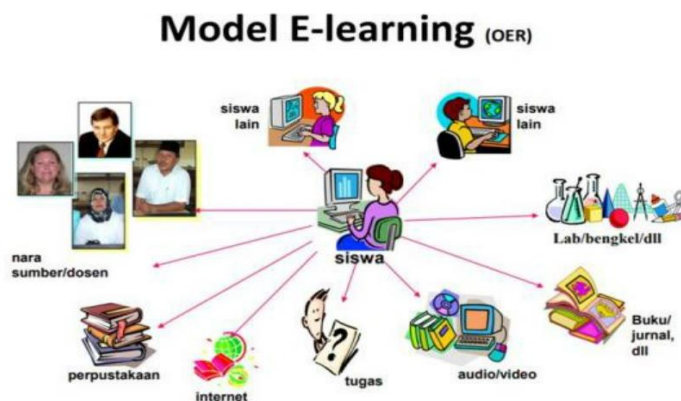 Model E-learning (OER)
siswa
lain
siswa
lain
nara
sumber/dosen
siswa
Lab/bengkel/dll
perpustakaan
internet
tugas
audio/video
Buku/
jurnal,
dll